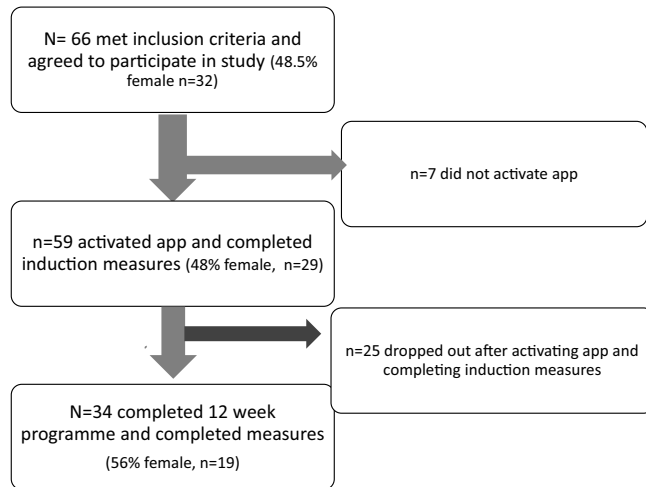 N= 66 met inclusion criteria and
agreed to participate in study (48.5%
female n=32)
n=7 did not activate app
n=59 activated app and completed
induction measures (48% female,  n=29)
n=25 dropped out after activating app and
completing induction measures
N=34 completed 12 week
programme and completed measures
(56% female, n=19)